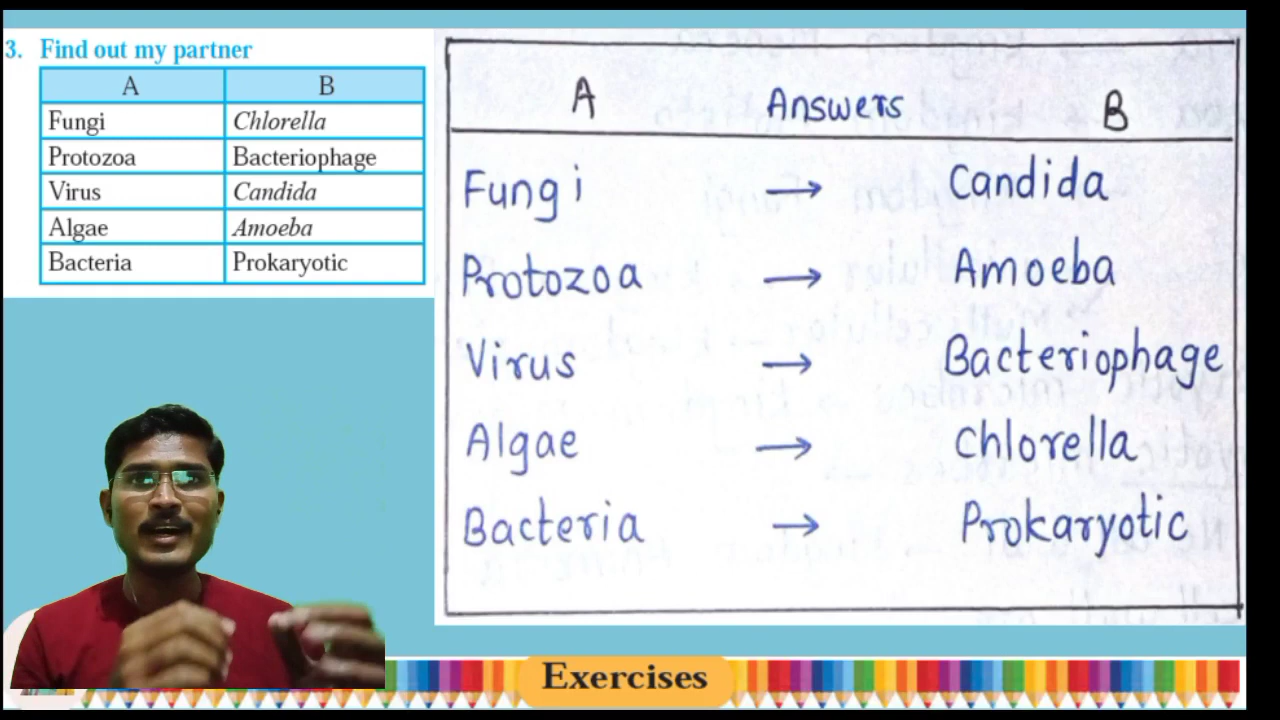 3. Find out my partner
A B
Fungi Chlorella
Protozoa Bacteriophage
Virus Candida
Algae Amoeba
Bacteria Prokaryotic
A Answers B
Fungi → Candida
Protozoa → Amoeba
Virus → Bacteriophage
Algae → Chlorella
Bacteria → Prokaryotic
Exercises